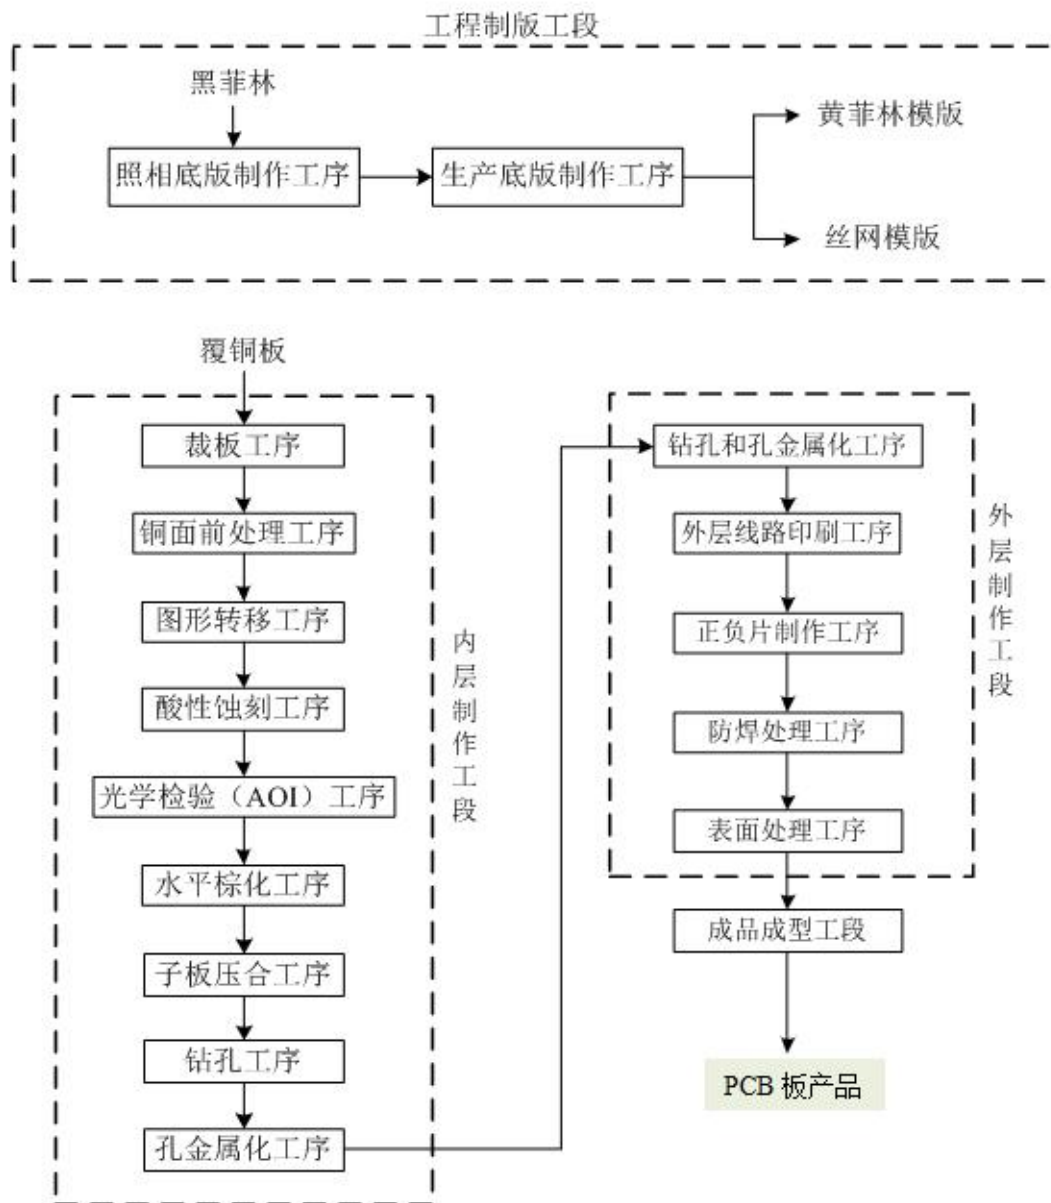 工程制版工段
黑菲林
照相底版制作工序
生产底版制作工序
黄菲林模版
丝网模版
覆铜板
裁板工序
铜面前处理工序
图形转移工序
酸性蚀刻工序
光学检验（AOI）工序
水平棕化工序
子板压合工序
钻孔工序
孔金属化工序
内层制作工段
钻孔和孔金属化工序
外层线路印刷工序
正负片制作工序
防焊处理工序
表面处理工序
外层制作工段
成品成型工段
PCB 板产品